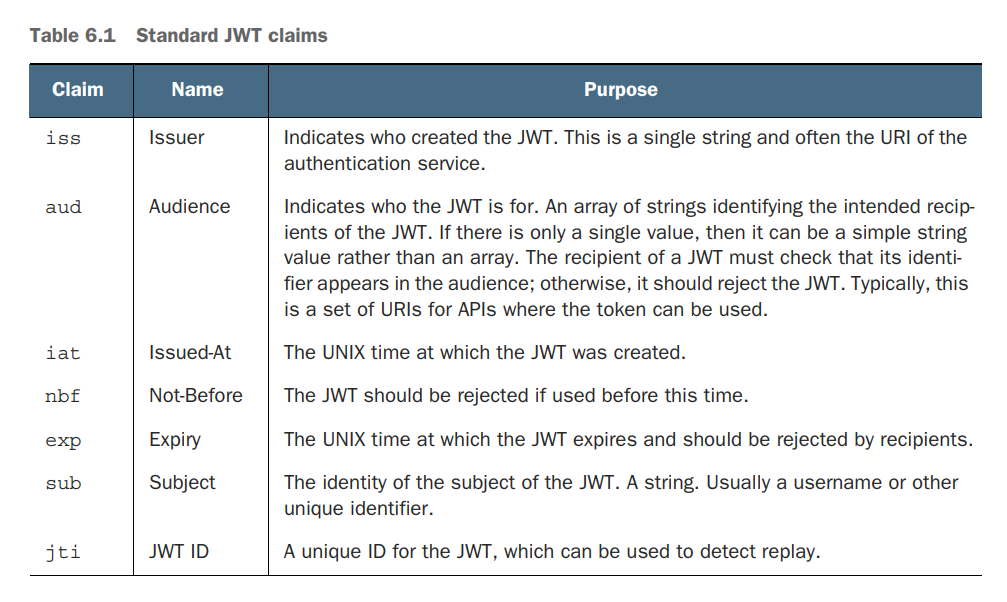 Table 6.1 Standard JWT claims
Claim Name Purpose
iss Issuer Indicates who created the JWT. This is a single string and often the URI of the
authentication service.
aud Audience Indicates who the JWT is for. An array of strings identifying the intended recip-
ients of the JWT. If there is only a single value, then it can be a simple string
value rather than an array. The recipient of a JWT must check that its identi-
fier appears in the audience; otherwise, it should reject the JWT. Typically, this
is a set of URIs for APIs where the token can be used.
iat Issued-At The UNIX time at which the JWT was created.
nbf Not-Before The JWT should be rejected if used before this time.
exp Expiry The UNIX time at which the JWT expires and should be rejected by recipients.
sub Subject The identity of the subject of the JWT. A string. Usually a username or other
unique identifier.
jti JWT ID A unique ID for the JWT, which can be used to detect replay.